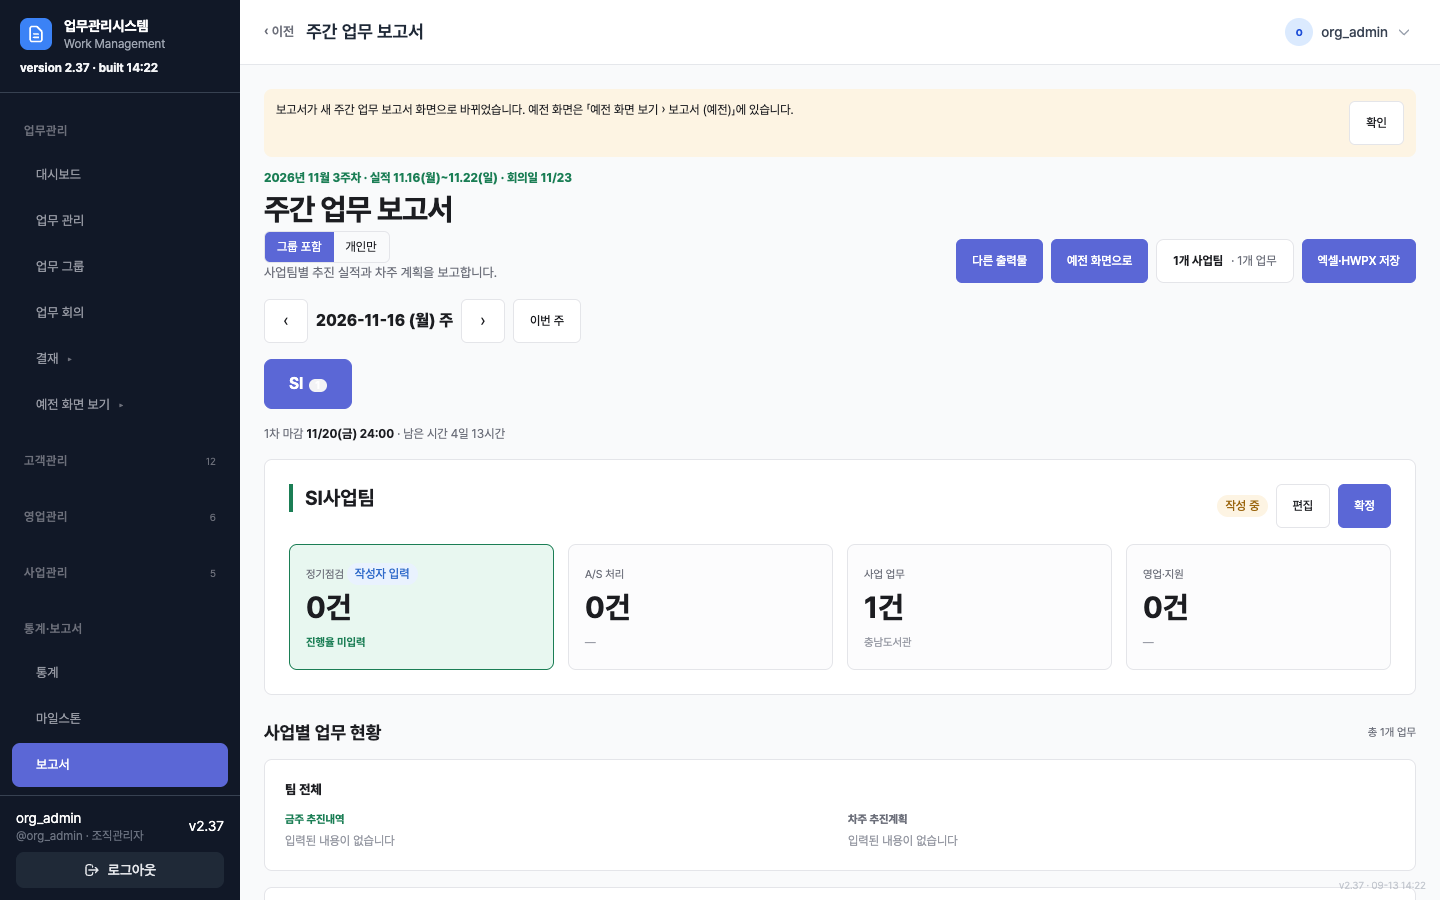 업무관리시스템
Work Management
version 2.37 · built 14:22
업무관리
대시보드
업무 관리
업무 그룹
업무 회의
결재 ▸
예전 화면 보기 ▸
고객관리 12
영업관리 6
사업관리 5
통계·보고서
통계
마일스톤
보고서
org_admin
@org_admin · 조직관리자
v2.37
로그아웃
‹ 이전 주간 업무 보고서
o org_admin
보고서가 새 주간 업무 보고서 화면으로 바뀌었습니다. 예전 화면은 「예전 화면 보기 › 보고서 (예전)」에 있습니다.
확인
2026년 11월 3주차 · 실적 11.16(월)~11.22(일) · 회의일 11/23
주간 업무 보고서
그룹 포함 개인만
사업팀별 추진 실적과 차주 계획을 보고합니다.
다른 출력물 예전 화면으로 1개 사업팀 · 1개 업무 엑셀·HWPX 저장
‹ 2026-11-16 (월) 주 › 이번 주
SI
1차 마감 11/20(금) 24:00 · 남은 시간 4일 13시간
SI사업팀
작성 중 편집 확정
정기점검 작성자 입력
0건
진행율 미입력
A/S 처리
0건
—
사업 업무
1건
충남도서관
영업·지원
0건
—
사업별 업무 현황
총 1개 업무
팀 전체
금주 추진내역
입력된 내용이 없습니다
차주 추진계획
입력된 내용이 없습니다
v2.37 · 09-13 14:22